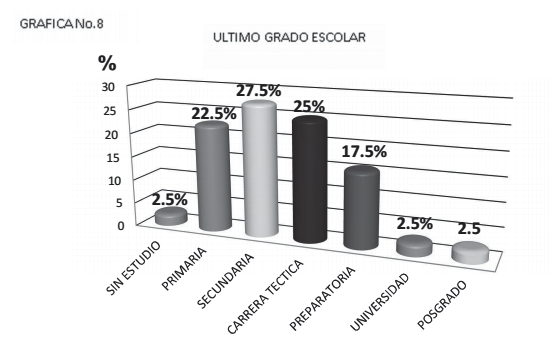 GRAFICA No.8
ULTIMO GRADO ESCOLAR
%
30
25
20
15
10
5
0
2.5%
22.5%
27.5%
25%
17.5%
2.5%
2.5
SIN ESTUDIO
PRIMARIA
SECUNDARIA
CARRERA TECTICA
PREPARATORIA
UNIVERSIDAD
POSGRADO